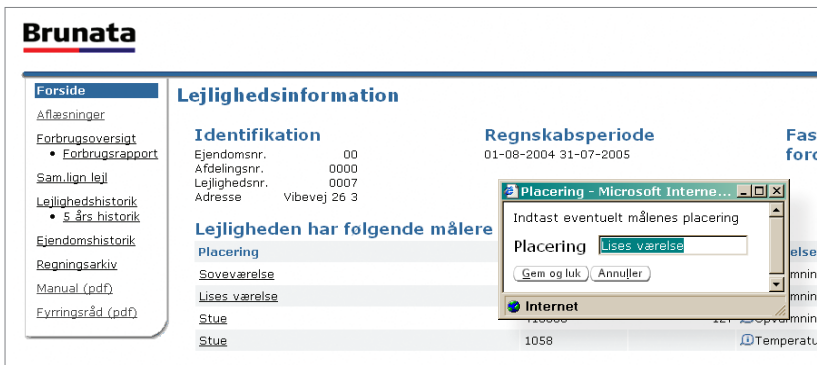 Brunata
Forside
Aflæsninger
Forbrugsoversigt
• Forbrugsrapport
Sam.lign lejl
Lejlighedshistorik
• 5 års historik
Ejendomshistorik
Regningsarkiv
Manual (pdf)
Fyrringsråd (pdf)
Lejlighedsinformation
Identifikation
Ejendomsnr. 00
Afdelingsnr. 0000
Lejlighedsnr. 0007
Adresse Vibevej 26 3
Regnskabsperiode
01-08-2004 31-07-2005
Lejligheden har følgende målere
Placering
Soveværelse
Lises værelse
Stue
Stue 1058 Temperatu
Placering - Microsoft Interne...
Indtast eventuelt målenes placering
Placering Lises værelse
Gem og luk Annuller
Internet